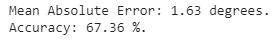 Mean Absolute Error: 1.63 degrees.
Accuracy: 67.36 %.